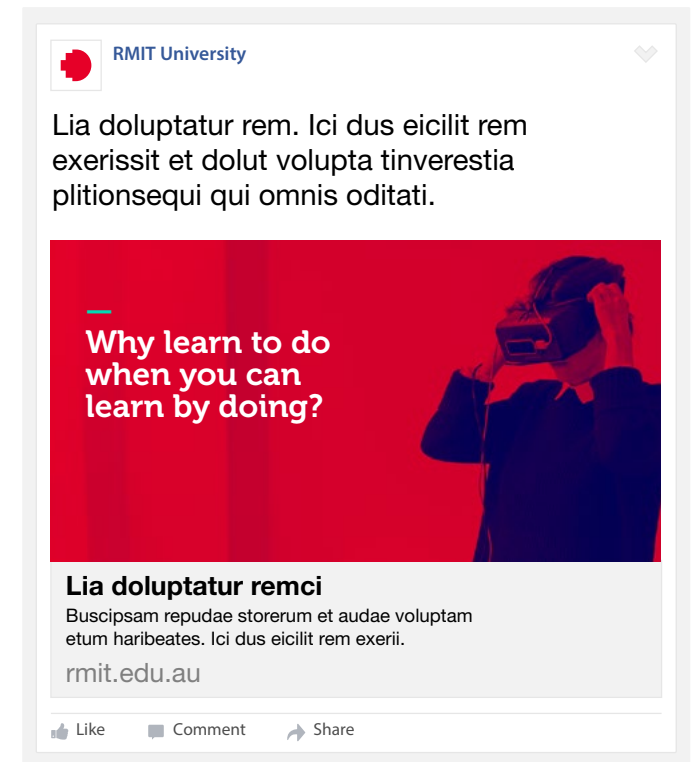 RMIT University
Lia doluptatur rem. Ici dus eicilit rem
exerissit et dolut volupta tinverestia
plitionsequi qui omnis oditati.
Why learn to do
when you can
learn by doing?
Lia doluptatur remci
Buscipsam repudae storerum et audae voluptam
etum haribeates. Ici dus eicilit rem exerii.
rmit.edu.au
Like Comment Share